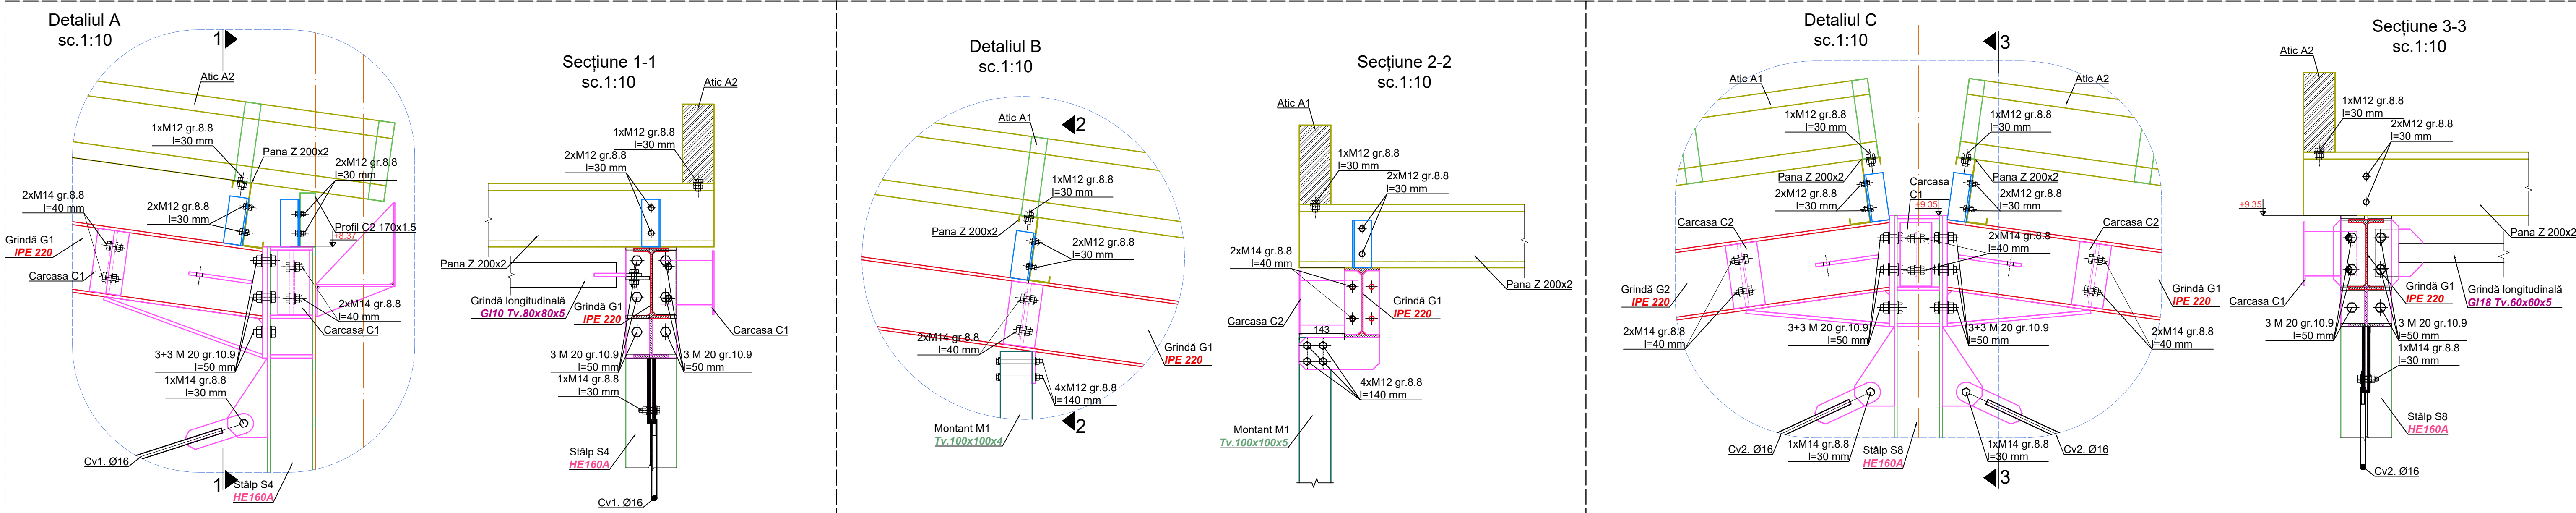 Detaliul A
sc.1:10
1
Atic A2
1xM12 gr.8.8
l=30 mm
Pana Z 200x2
2xM12 gr.8.8
l=30 mm
2xM14 gr.8.8
l=40 mm
2xM12 gr.8.8
l=30 mm
Profil C2 170x1.5
+8.37
Grindă G1
IPE 220
Carcasa C1
2xM14 gr.8.8
l=40 mm
Carcasa C1
3+3 M 20 gr.10.9
l=50 mm
1xM14 gr.8.8
l=30 mm
Cv1. Ø16
1
Stâlp S4
HE160A
Secțiune 1-1
sc.1:10
Atic A2
1xM12 gr.8.8
l=30 mm
2xM12 gr.8.8
l=30 mm
Pana Z 200x2
Grindă longitudinală
Gl10 Tv.80x80x5
Grindă G1
IPE 220
Carcasa C1
3 M 20 gr.10.9
l=50 mm
3 M 20 gr.10.9
l=50 mm
1xM14 gr.8.8
l=30 mm
Stâlp S4
HE160A
Cv1. Ø16
Detaliul B
sc.1:10
Atic A1
2
1xM12 gr.8.8
l=30 mm
Pana Z 200x2
2xM12 gr.8.8
l=30 mm
2xM14 gr.8.8
l=40 mm
Grindă G1
IPE 220
4xM12 gr.8.8
l=140 mm
2
Montant M1
Tv.100x100x4
Secțiune 2-2
sc.1:10
Atic A1
1xM12 gr.8.8
l=30 mm
2xM12 gr.8.8
l=30 mm
2xM14 gr.8.8
l=40 mm
Pana Z 200x2
Grindă G1
IPE 220
Carcasa C2
143
4xM12 gr.8.8
l=140 mm
Montant M1
Tv.100x100x5
Detaliul C
sc.1:10
3
Atic A1
Atic A2
1xM12 gr.8.8
l=30 mm
1xM12 gr.8.8
l=30 mm
Pana Z 200x2
Carcasa
C1
Pana Z 200x2
2xM12 gr.8.8
l=30 mm
+9.35
2xM12 gr.8.8
l=30 mm
Carcasa C2
Carcasa C2
2xM14 gr.8.8
l=40 mm
Grindă G2
IPE 220
Grindă G1
IPE 220
2xM14 gr.8.8
l=40 mm
3+3 M 20 gr.10.9
l=50 mm
3+3 M 20 gr.10.9
l=50 mm
2xM14 gr.8.8
l=40 mm
Cv2. Ø16
1xM14 gr.8.8
l=30 mm
Stâlp S8
HE160A
1xM14 gr.8.8
l=30 mm
Cv2. Ø16
3
Secțiune 3-3
sc.1:10
Atic A2
1xM12 gr.8.8
l=30 mm
2xM12 gr.8.8
l=30 mm
+9.35
Pana Z 200x2
Grindă G1
IPE 220
Grindă longitudinală
Gl18 Tv.60x60x5
Carcasa C1
3 M 20 gr.10.9
l=50 mm
3 M 20 gr.10.9
l=50 mm
1xM14 gr.8.8
l=30 mm
Stâlp S8
HE160A
Cv2. Ø16